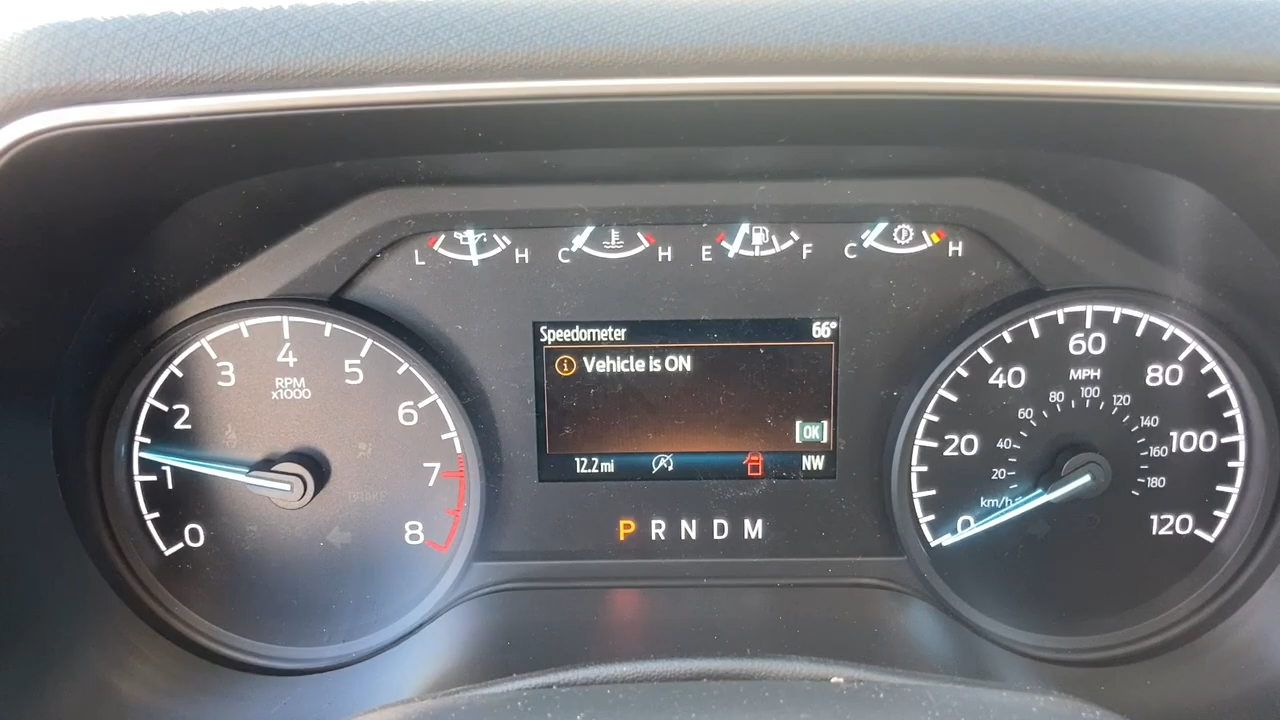 L H C H E F C H
Speedometer 66°
Vehicle is ON
OK
12.2 mi NW
P R N D M
0 1 2 3 4 5 6 7 8
RPM
x1000
0 20 40 60 80 100 120
MPH
20 40 60 80 100 120 140 160 180
km/h